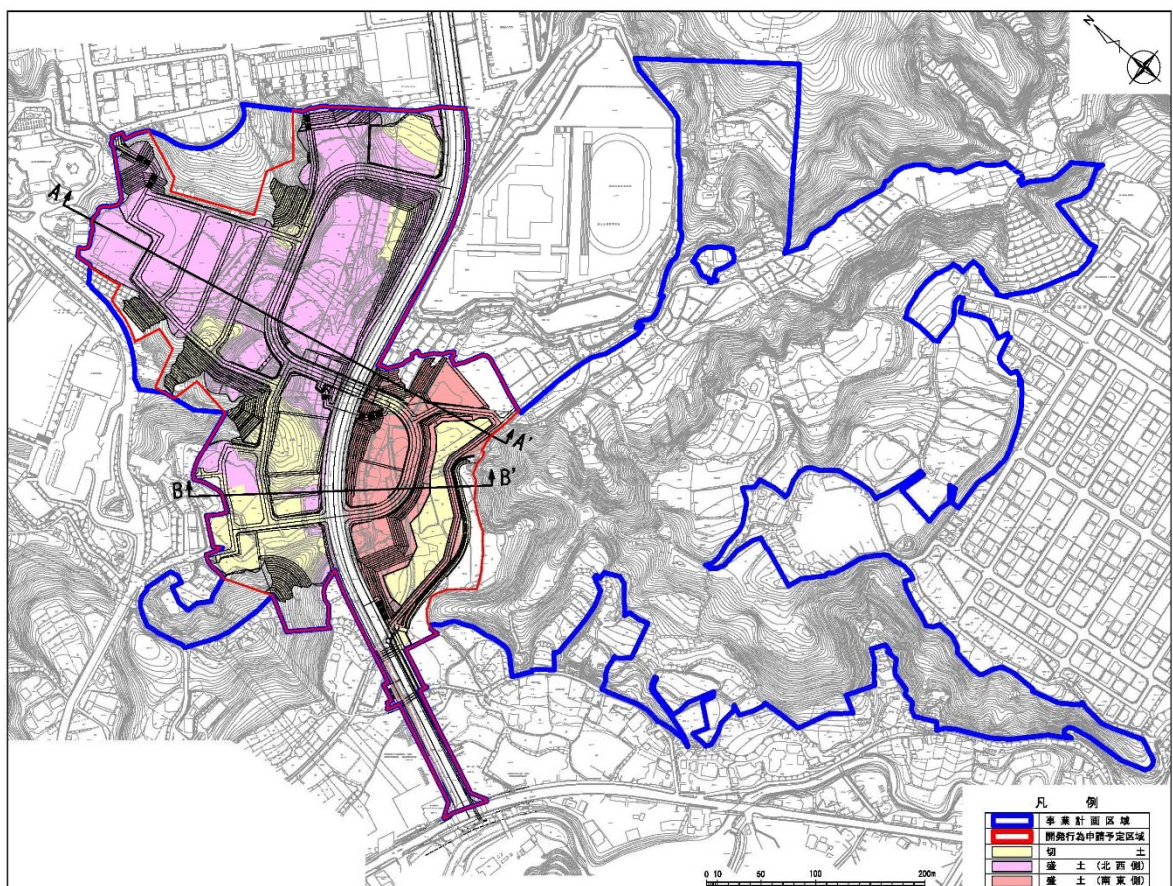 N
A
A'
B
B'
凡 例
事業計画区域
開発行為申請予定区域
切 土
盛 土 (北西側)
盛 土 (南東側)
0 10 50 100 200m